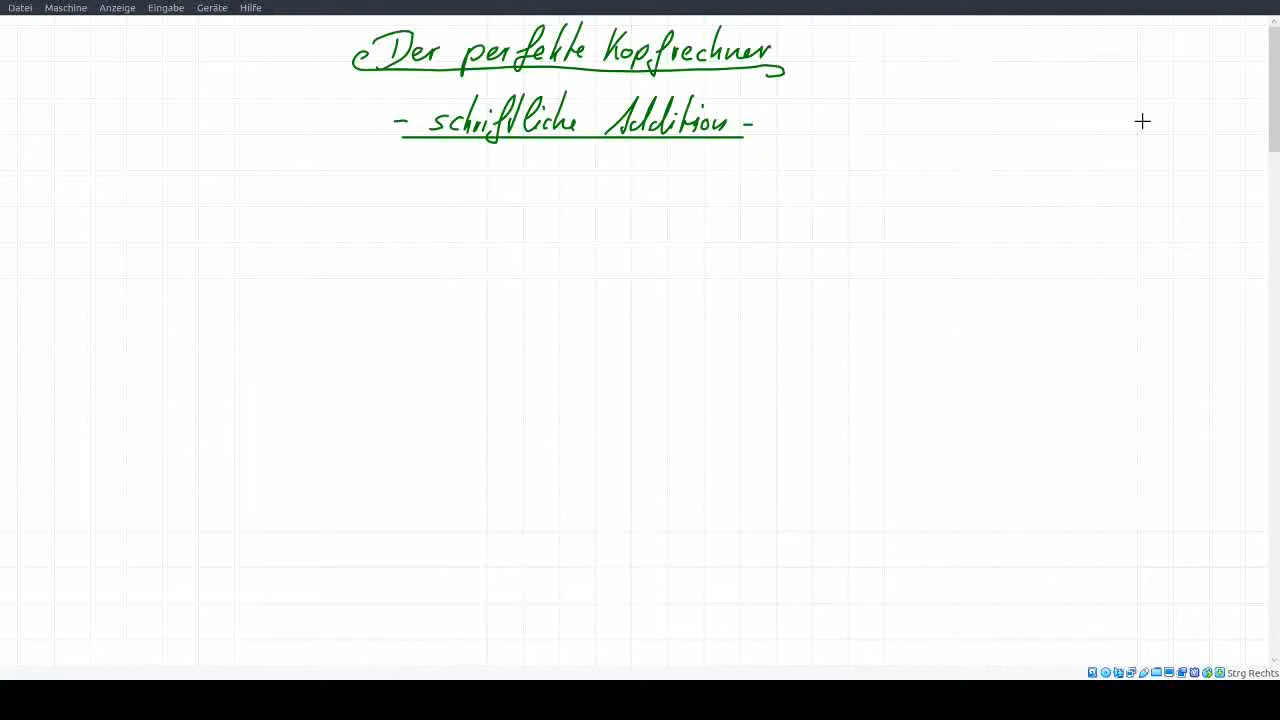 Datei Maschine Anzeige Eingabe Geräte Hilfe
Der perfekte Kopfrechner
- schriftliche Addition -
Strg Rechts